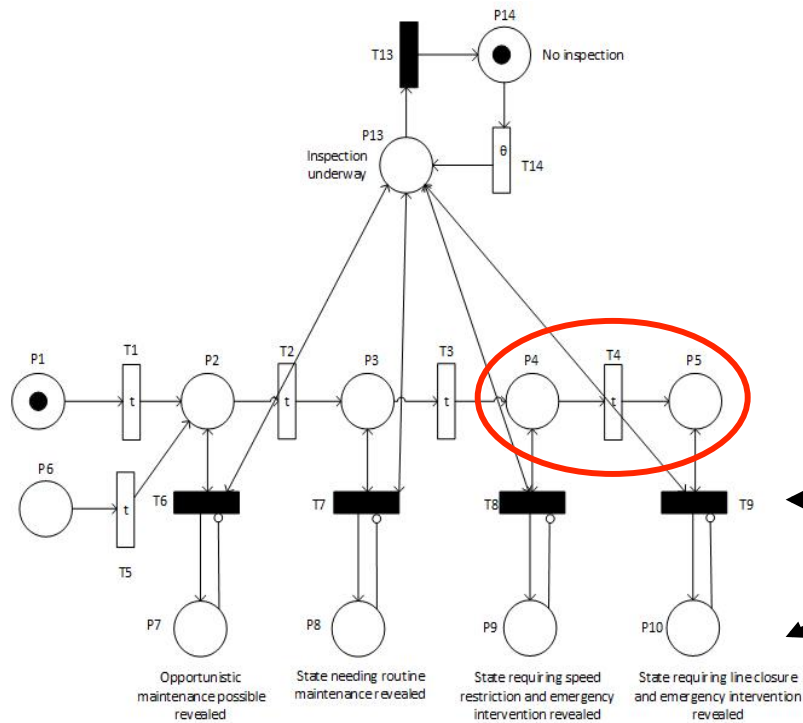 P14
T13
No inspection
P13
θ
Inspection
underway
T14
P1
T1
P2
T2
P3
T3
P4
T4
P5
t
t
t
t
P6
t
T6
T7
T8
T9
T5
P7
P8
P9
P10
Opportunistic
maintenance possible
revealed
State needing routine
maintenance revealed
State requiring speed
restriction and emergency
intervention revealed
State requiring line closure
and emergency intervention
revealed